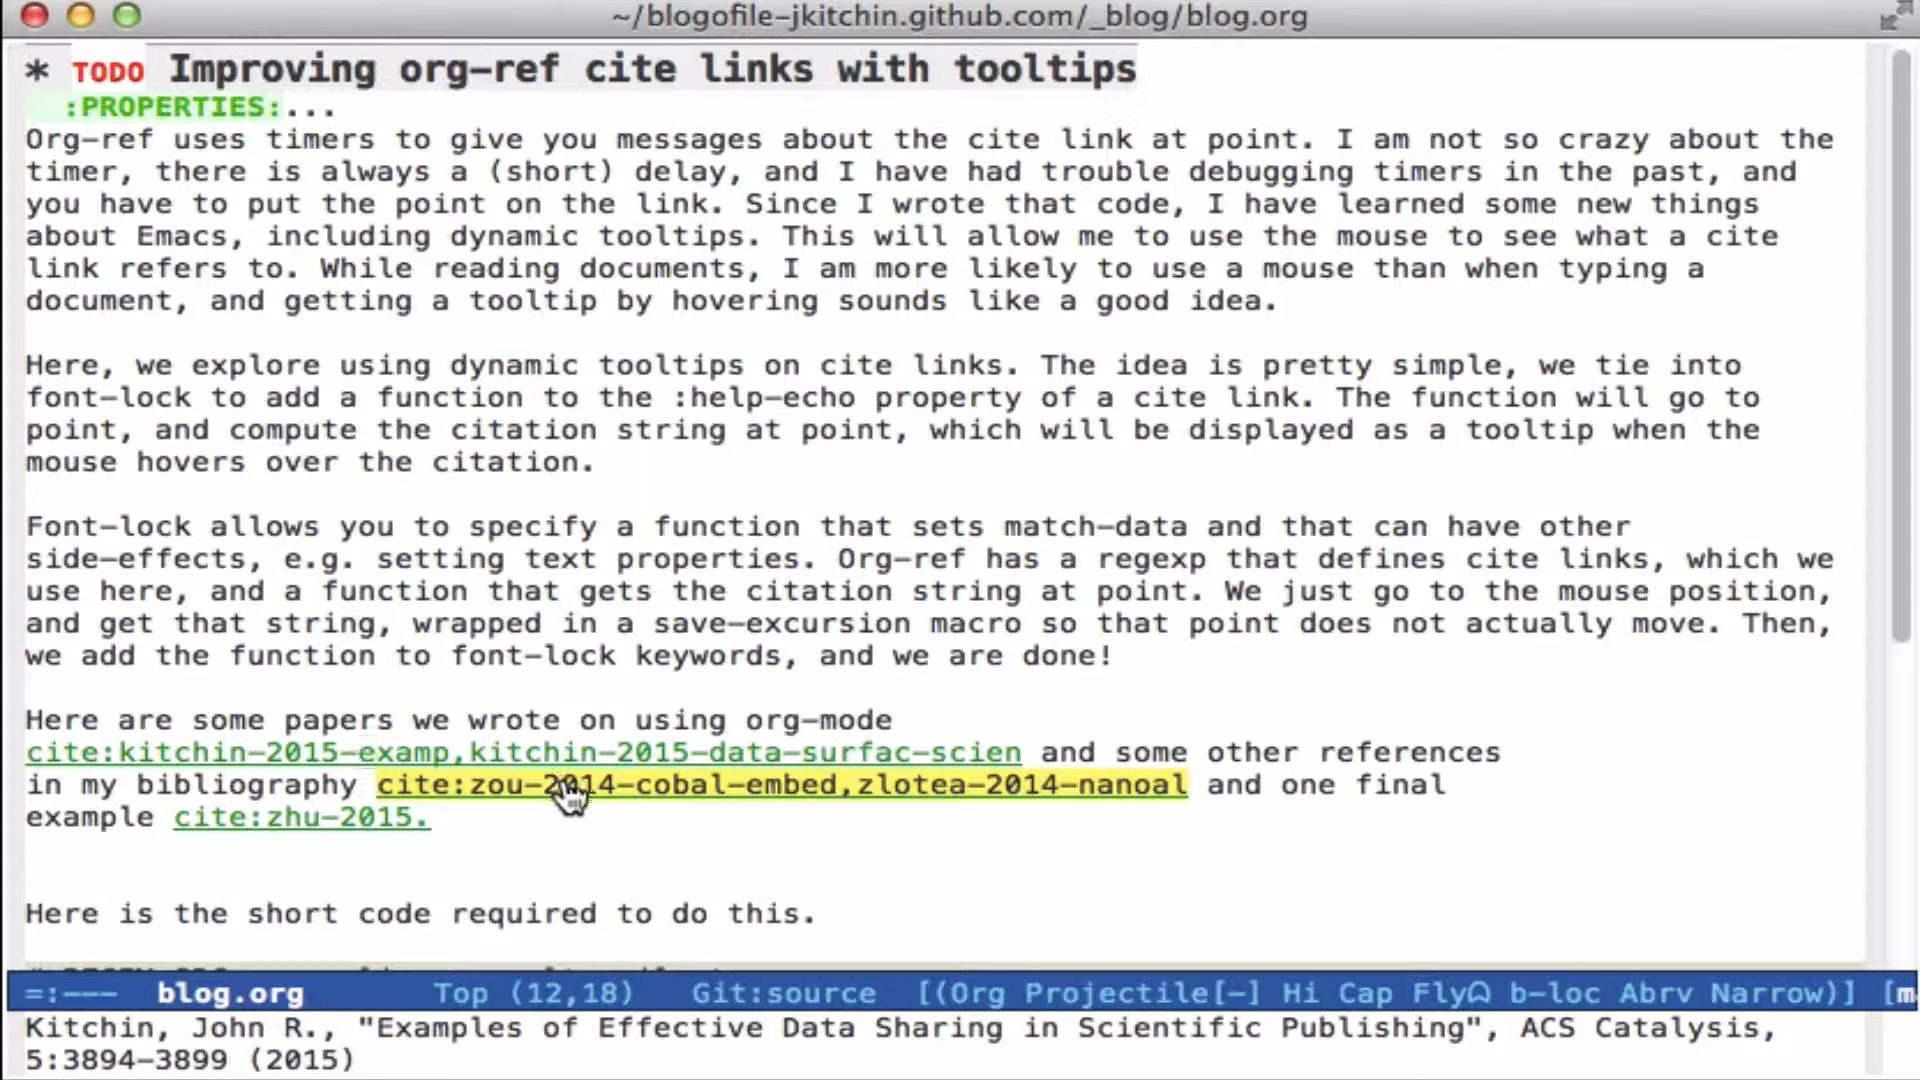 ~/blogofile-jkitchin.github.com/_blog/blog.org
* TODO Improving org-ref cite links with tooltips
:PROPERTIES:...
Org-ref uses timers to give you messages about the cite link at point. I am not so crazy about the
timer, there is always a (short) delay, and I have had trouble debugging timers in the past, and
you have to put the point on the link. Since I wrote that code, I have learned some new things
about Emacs, including dynamic tooltips. This will allow me to use the mouse to see what a cite
link refers to. While reading documents, I am more likely to use a mouse than when typing a
document, and getting a tooltip by hovering sounds like a good idea.
Here, we explore using dynamic tooltips on cite links. The idea is pretty simple, we tie into
font-lock to add a function to the :help-echo property of a cite link. The function will go to
point, and compute the citation string at point, which will be displayed as a tooltip when the
mouse hovers over the citation.
Font-lock allows you to specify a function that sets match-data and that can have other
side-effects, e.g. setting text properties. Org-ref has a regexp that defines cite links, which we
use here, and a function that gets the citation string at point. We just go to the mouse position,
and get that string, wrapped in a save-excursion macro so that point does not actually move. Then,
we add the function to font-lock keywords, and we are done!
Here are some papers we wrote on using org-mode
cite:kitchin-2015-examp,kitchin-2015-data-surfac-scien and some other references
in my bibliography cite:zou-2014-cobal-embed,zlotea-2014-nanoal and one final
example cite:zhu-2015.
Here is the short code required to do this.
=:--- blog.org Top (12,18) Git:source [(Org Projectile[-] Hi Cap Fly b-loc Abrv Narrow)] [m
Kitchin, John R., "Examples of Effective Data Sharing in Scientific Publishing", ACS Catalysis,
5:3894-3899 (2015)